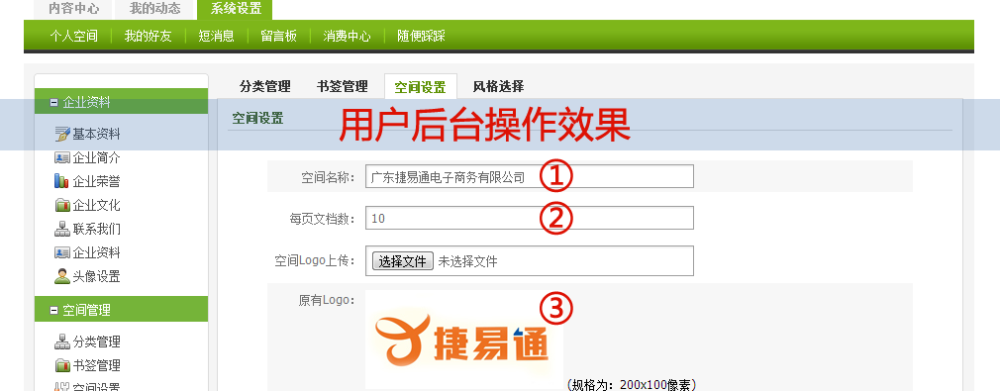 内容中心 我的动态 系统设置
个人空间 我的好友 短消息 留言板 消费中心 随便踩踩
分类管理 书签管理 空间设置 风格选择
企业资料
空间设置
用户后台操作效果
基本资料
企业简介
企业荣誉
企业文化
联系我们
企业资料
头像设置
空间管理
分类管理
书签管理
空间设置
空间名称： 广东捷易通电子商务有限公司 ①
每页文档数： 10 ②
空间Logo上传： 选择文件 未选择文件
原有Logo： ③
捷易通
（规格为：200x100像素）